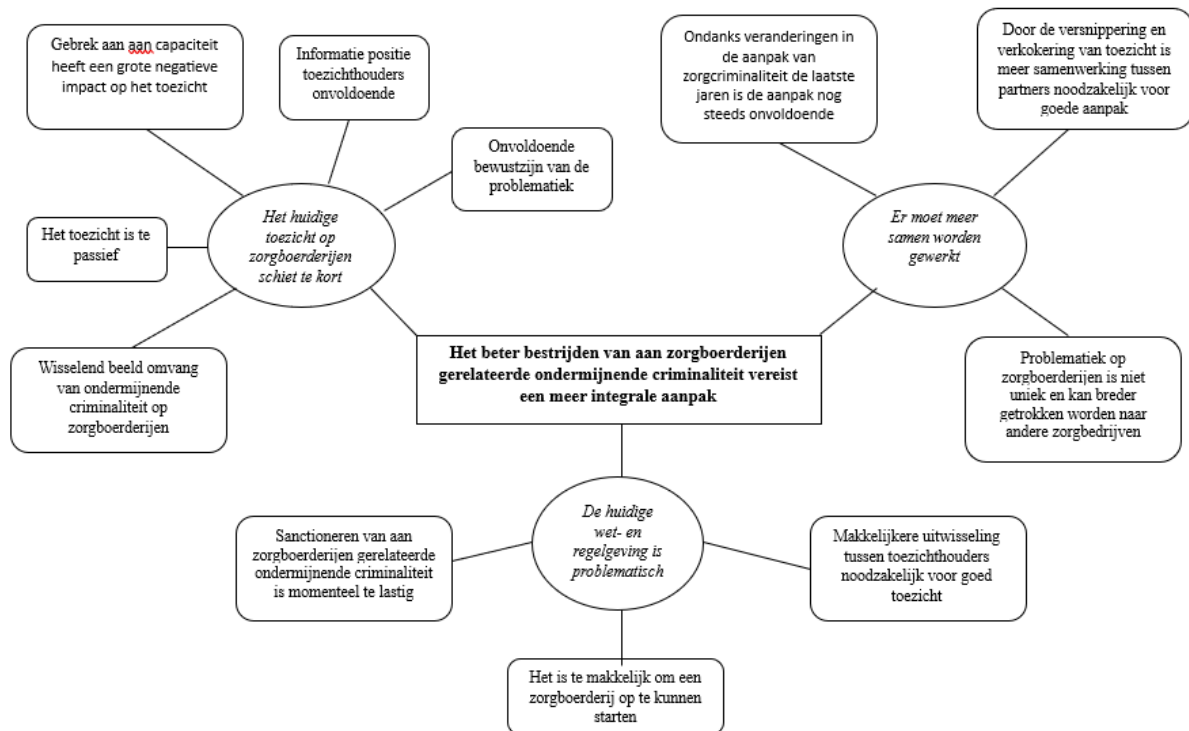 Gebrek aan aan capaciteit
heeft een grote negatieve
impact op het toezicht
Informatie positie
toezichthouders
onvoldoende
Onvoldoende
bewustzijn van de
problematiek
Het huidige
toezicht op
zorgboerderijen
schiet te kort
Het toezicht is te
passief
Wisselend beeld omvang
van ondermijnende
criminaliteit op
zorgboerderijen
Ondanks veranderingen in
de aanpak van
zorgcriminaliteit de laatste
jaren is de aanpak nog
steeds onvoldoende
Door de versnippering en
verkokering van toezicht is
meer samenwerking tussen
partners noodzakelijk voor
goede aanpak
Er moet meer
samen worden
gewerkt
Problematiek op
zorgboerderijen is niet
uniek en kan breder
getrokken worden naar
andere zorgbedrijven
Het beter bestrijden van aan zorgboerderijen
gerelateerde ondermijnende criminaliteit vereist
een meer integrale aanpak
De huidige
wet- en
regelgeving is
problematisch
Sanctioneren van aan
zorgboerderijen gerelateerde
ondermijnende criminaliteit
is momenteel te lastig
Makkelijkere uitwisseling
tussen toezichthouders
noodzakelijk voor goed
toezicht
Het is te makkelijk om een
zorgboerderij op te kunnen
starten